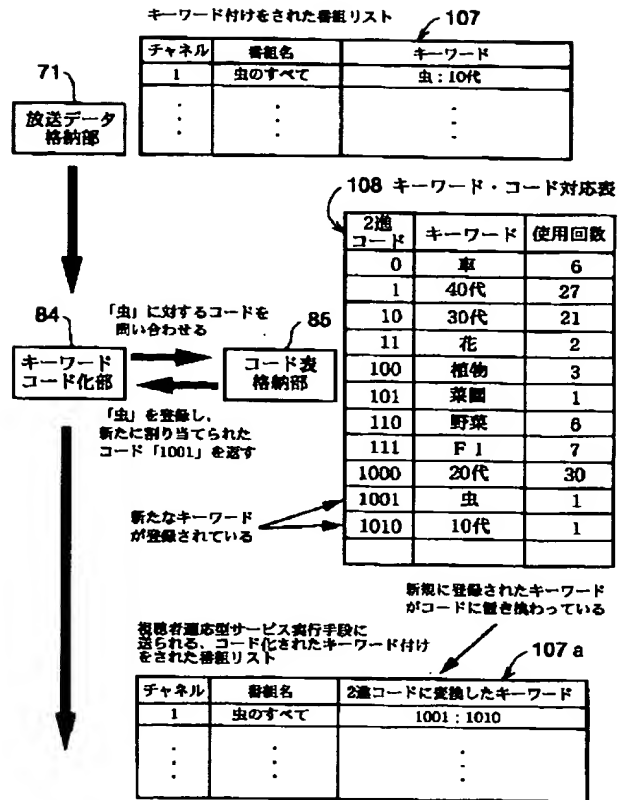 キーワード付けをされた番組リスト
107
チャネル 番組名 キーワード
1 虫のすべて 虫：10代
71
放送データ
格納部
108 キーワード・コード対応表
2進
コード キーワード 使用回数
0 車 6
1 40代 27
10 30代 21
11 花 2
100 植物 3
101 菜園 1
110 野菜 6
111 F1 7
1000 20代 30
1001 虫 1
1010 10代 1
84
「虫」に対するコードを
問い合わせる
85
キーワード
コード化部
コード表
格納部
「虫」を登録し、
新たに割り当てられた
コード「1001」を返す
新たなキーワード
が登録されている
新規に登録されたキーワード
がコードに置き換わっている
視聴者適応型サービス実行手段に
送られる、コード化されたキーワード付け
をされた番組リスト
107a
チャネル 番組名 2進コードに変換したキーワード
1 虫のすべて 1001：1010